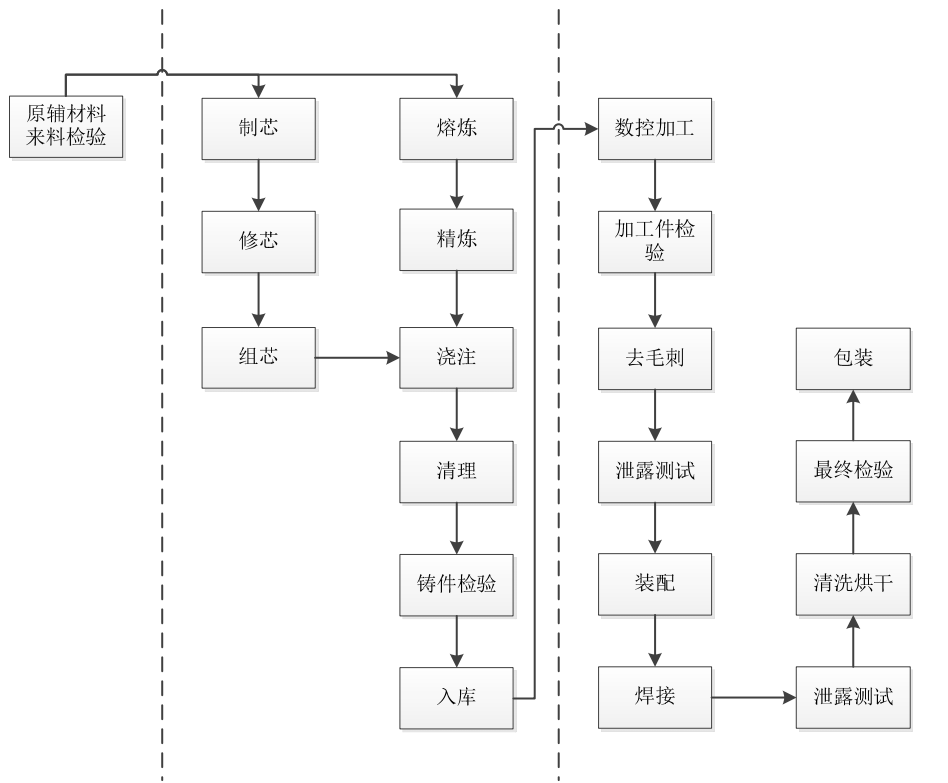 原辅材料
来料检验
制芯
修芯
组芯
熔炼
精炼
浇注
清理
铸件检验
入库
数控加工
加工件检
验
去毛刺
泄露测试
装配
焊接
泄露测试
清洗烘干
最终检验
包装